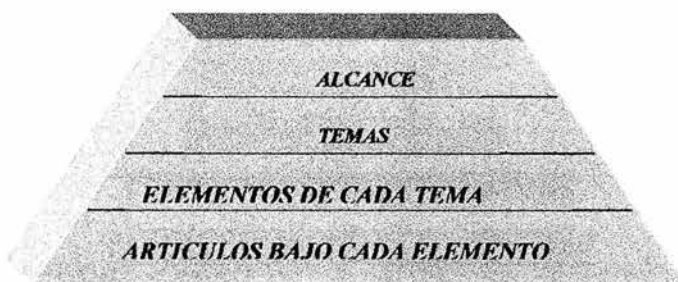 ALCANCE
TEMAS
ELEMENTOS DE CADA TEMA
ARTICULOS BAJO CADA ELEMENTO